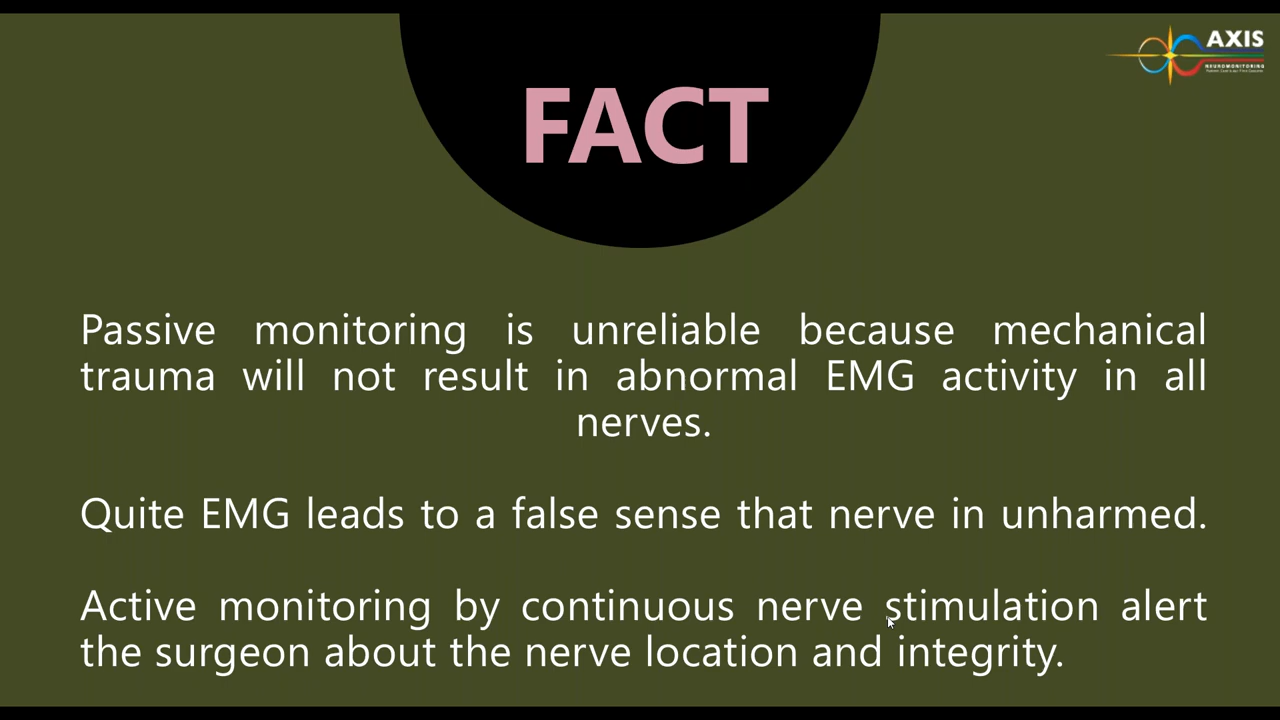 AXIS
NEUROMONITORING
FACT
Passive monitoring is unreliable because mechanical
trauma will not result in abnormal EMG activity in all
nerves.
Quite EMG leads to a false sense that nerve in unharmed.
Active monitoring by continuous nerve stimulation alert
the surgeon about the nerve location and integrity.